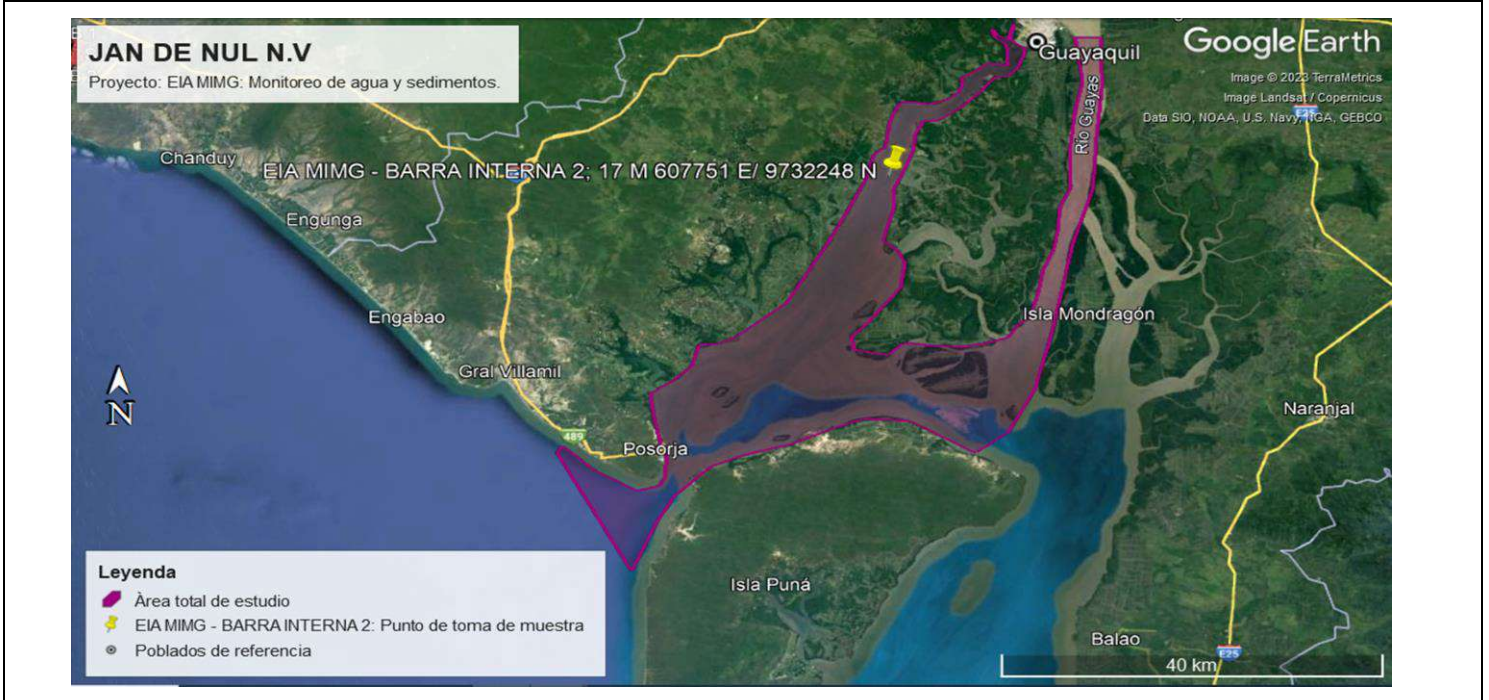 JAN DE NUL N.V
Proyecto: EIA MIMG: Monitoreo de agua y sedimentos.
Google Earth
Image © 2023 TerraMetrics
Image Landsat / Copernicus
Data SIO, NOAA, U.S. Navy, NGA, GEBCO
Guayaquil
E25
Río Guayas
Chanduy
EIA MIMG - BARRA INTERNA 2; 17 M 607751 E/ 9732248 N
Engunga
Engabao
Isla Mondragón
Gral Villamil
N
Naranjal
489
Posorja
Isla Puná
Leyenda
Àrea total de estudio
EIA MIMG - BARRA INTERNA 2: Punto de toma de muestra
Poblados de referencia
Balao
E25
40 km